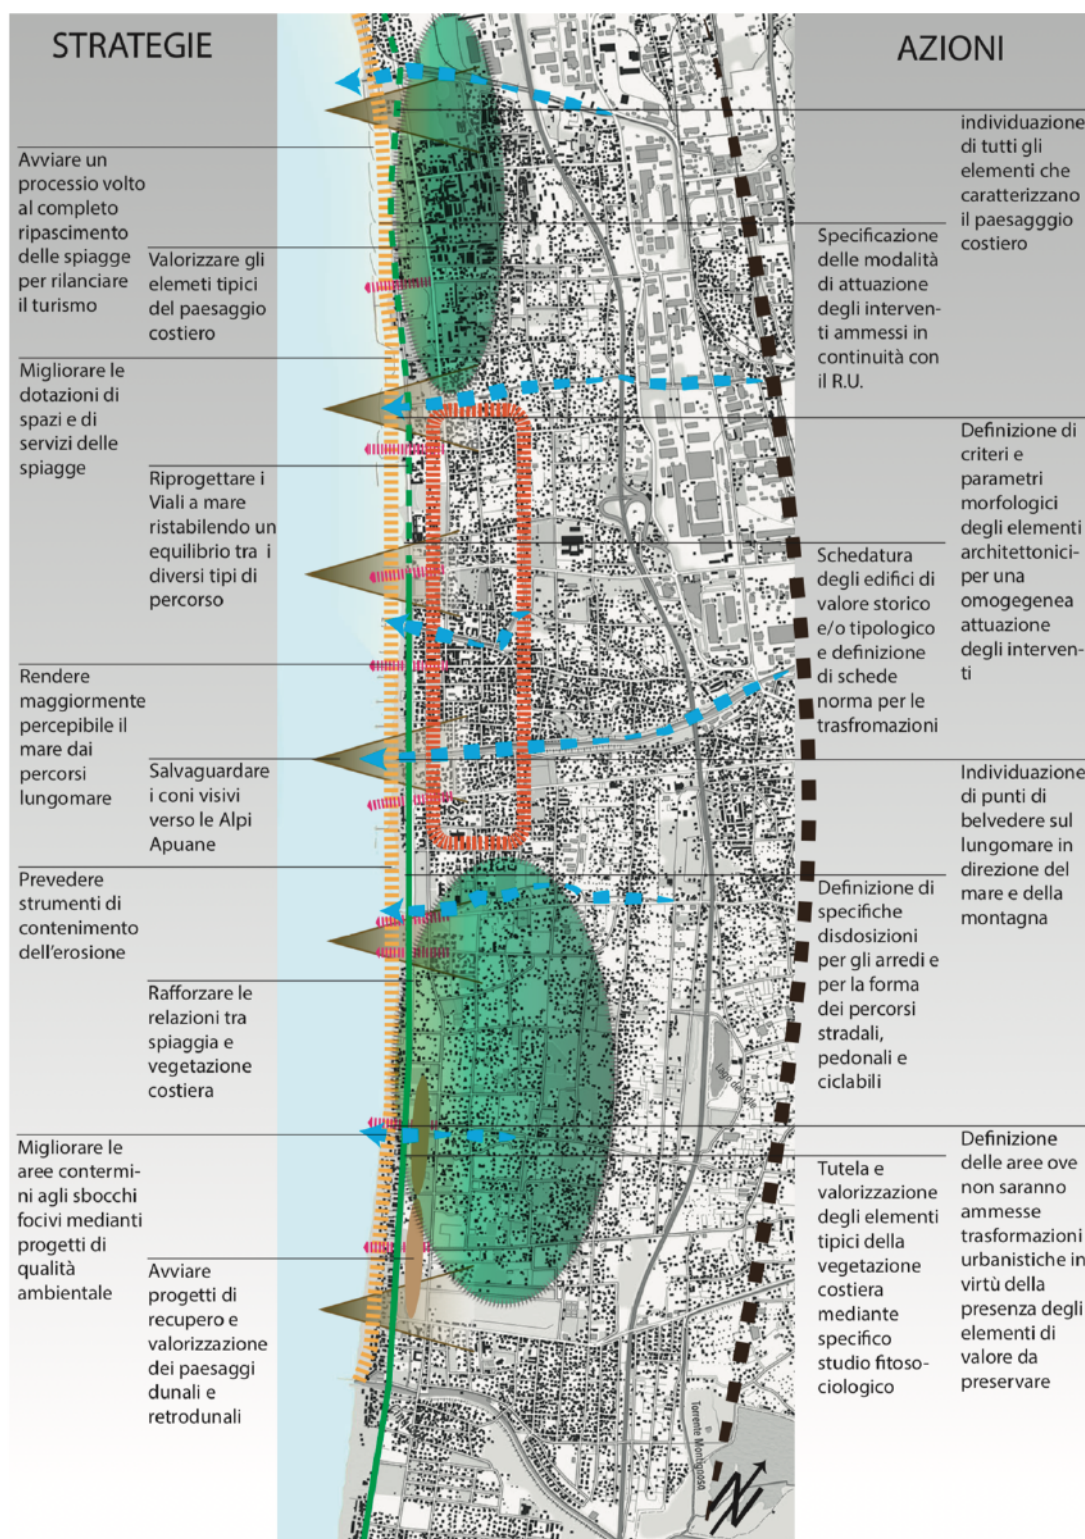 STRATEGIE
Avviare un
processio volto
al completo
ripascimento
delle spiagge
per rilanciare
il turismo
Valorizzare gli
elemeti tipici
del paesaggio
costiero
Migliorare le
dotazioni di
spazi e di
servizi delle
spiagge
Riprogettare i
Viali a mare
ristabilendo un
equilibrio tra i
diversi tipi di
percorso
Rendere
maggiormente
percepibile il
mare dai
percorsi
lungomare
Salvaguardare
i coni visivi
verso le Alpi
Apuane
Prevedere
strumenti di
contenimento
dell'erosione
Rafforzare le
relazioni tra
spiaggia e
vegetazione
costiera
Migliorare le
aree contermi-
ni agli sbocchi
focivi medianti
progetti di
qualità
ambientale
Avviare
progetti di
recupero e
valorizzazione
dei paesaggi
dunali e
retrodunali
Torrente Montignoso
N
AZIONI
individuazione
di tutti gli
elementi che
caratterizzano
il paesagggio
costiero
Specificazione
delle modalità
di attuazione
degli interven-
ti ammessi in
continuità con
il R.U.
Definizione di
criteri e
parametri
morfologici
degli elementi
architettonici-
per una
omogegenea
attuazione
degli interven-
ti
Schedatura
degli edifici di
valore storico
e/o tipologico
e definizione
di schede
norma per le
trasfromazioni
Individuazione
di punti di
belvedere sul
lungomare in
direzione del
mare e della
montagna
Definizione di
specifiche
disdosizioni
per gli arredi e
per la forma
dei percorsi
stradali,
pedonali e
ciclabili
Definizione
delle aree ove
non saranno
ammesse
trasformazioni
urbanistiche in
virtù della
presenza degli
elementi di
valore da
preservare
Tutela e
valorizzazione
degli elementi
tipici della
vegetazione
costiera
mediante
specifico
studio fitoso-
ciologico